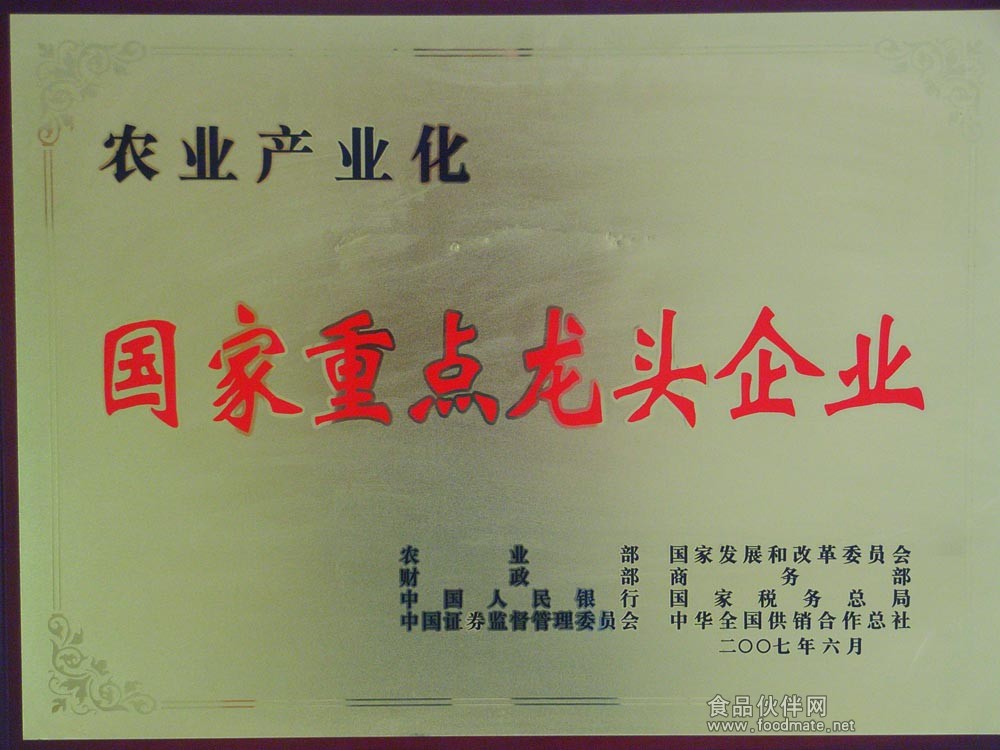 农业产业化
国家重点龙头企业
农业部 国家发展和改革委员会
财政部 商务部
中国人民银行 国家税务总局
中国证券监督管理委员会 中华全国供销合作总社
二〇〇七年六月
食品伙伴网
www.foodmate.net